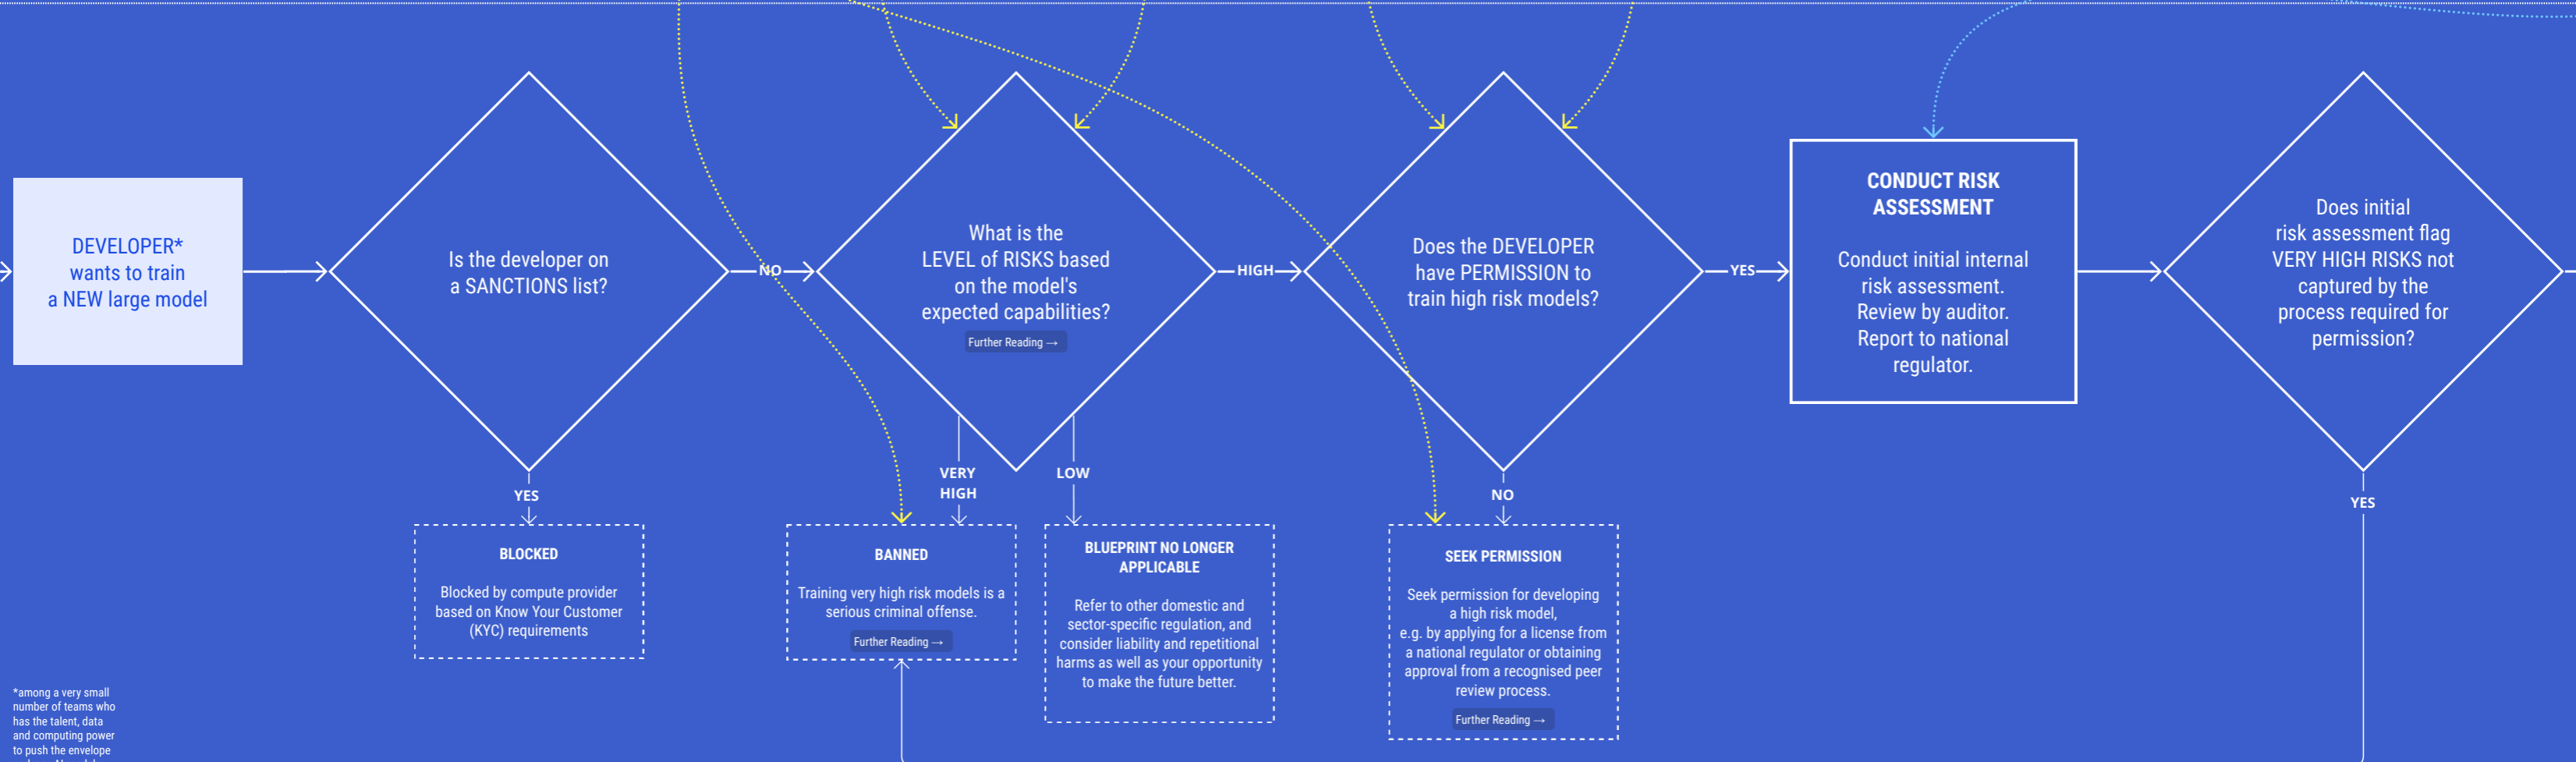 DEVELOPER*
wants to train
a NEW large model
Is the developer on
a SANCTIONS list?
NO
What is the
LEVEL of RISKS based
on the model's
expected capabilities?
Further Reading →
HIGH
Does the DEVELOPER
have PERMISSION to
train high risk models?
YES
CONDUCT RISK
ASSESSMENT
Conduct initial internal
risk assessment.
Review by auditor.
Report to national
regulator.
Does initial
risk assessment flag
VERY HIGH RISKS not
captured by the
process required for
permission?
YES
BLOCKED
Blocked by compute provider
based on Know Your Customer
(KYC) requirements
VERY
HIGH
BANNED
Training very high risk models is a
serious criminal offense.
Further Reading →
LOW
BLUEPRINT NO LONGER
APPLICABLE
Refer to other domestic and
sector-specific regulation, and
consider liability and repetitional
harms as well as your opportunity
to make the future better.
NO
SEEK PERMISSION
Seek permission for developing
a high risk model,
e.g. by applying for a license from
a national regulator or obtaining
approval from a recognised peer
review process.
Further Reading →
YES
*among a very small
number of teams who
has the talent, data
and computing power
to push the envelope